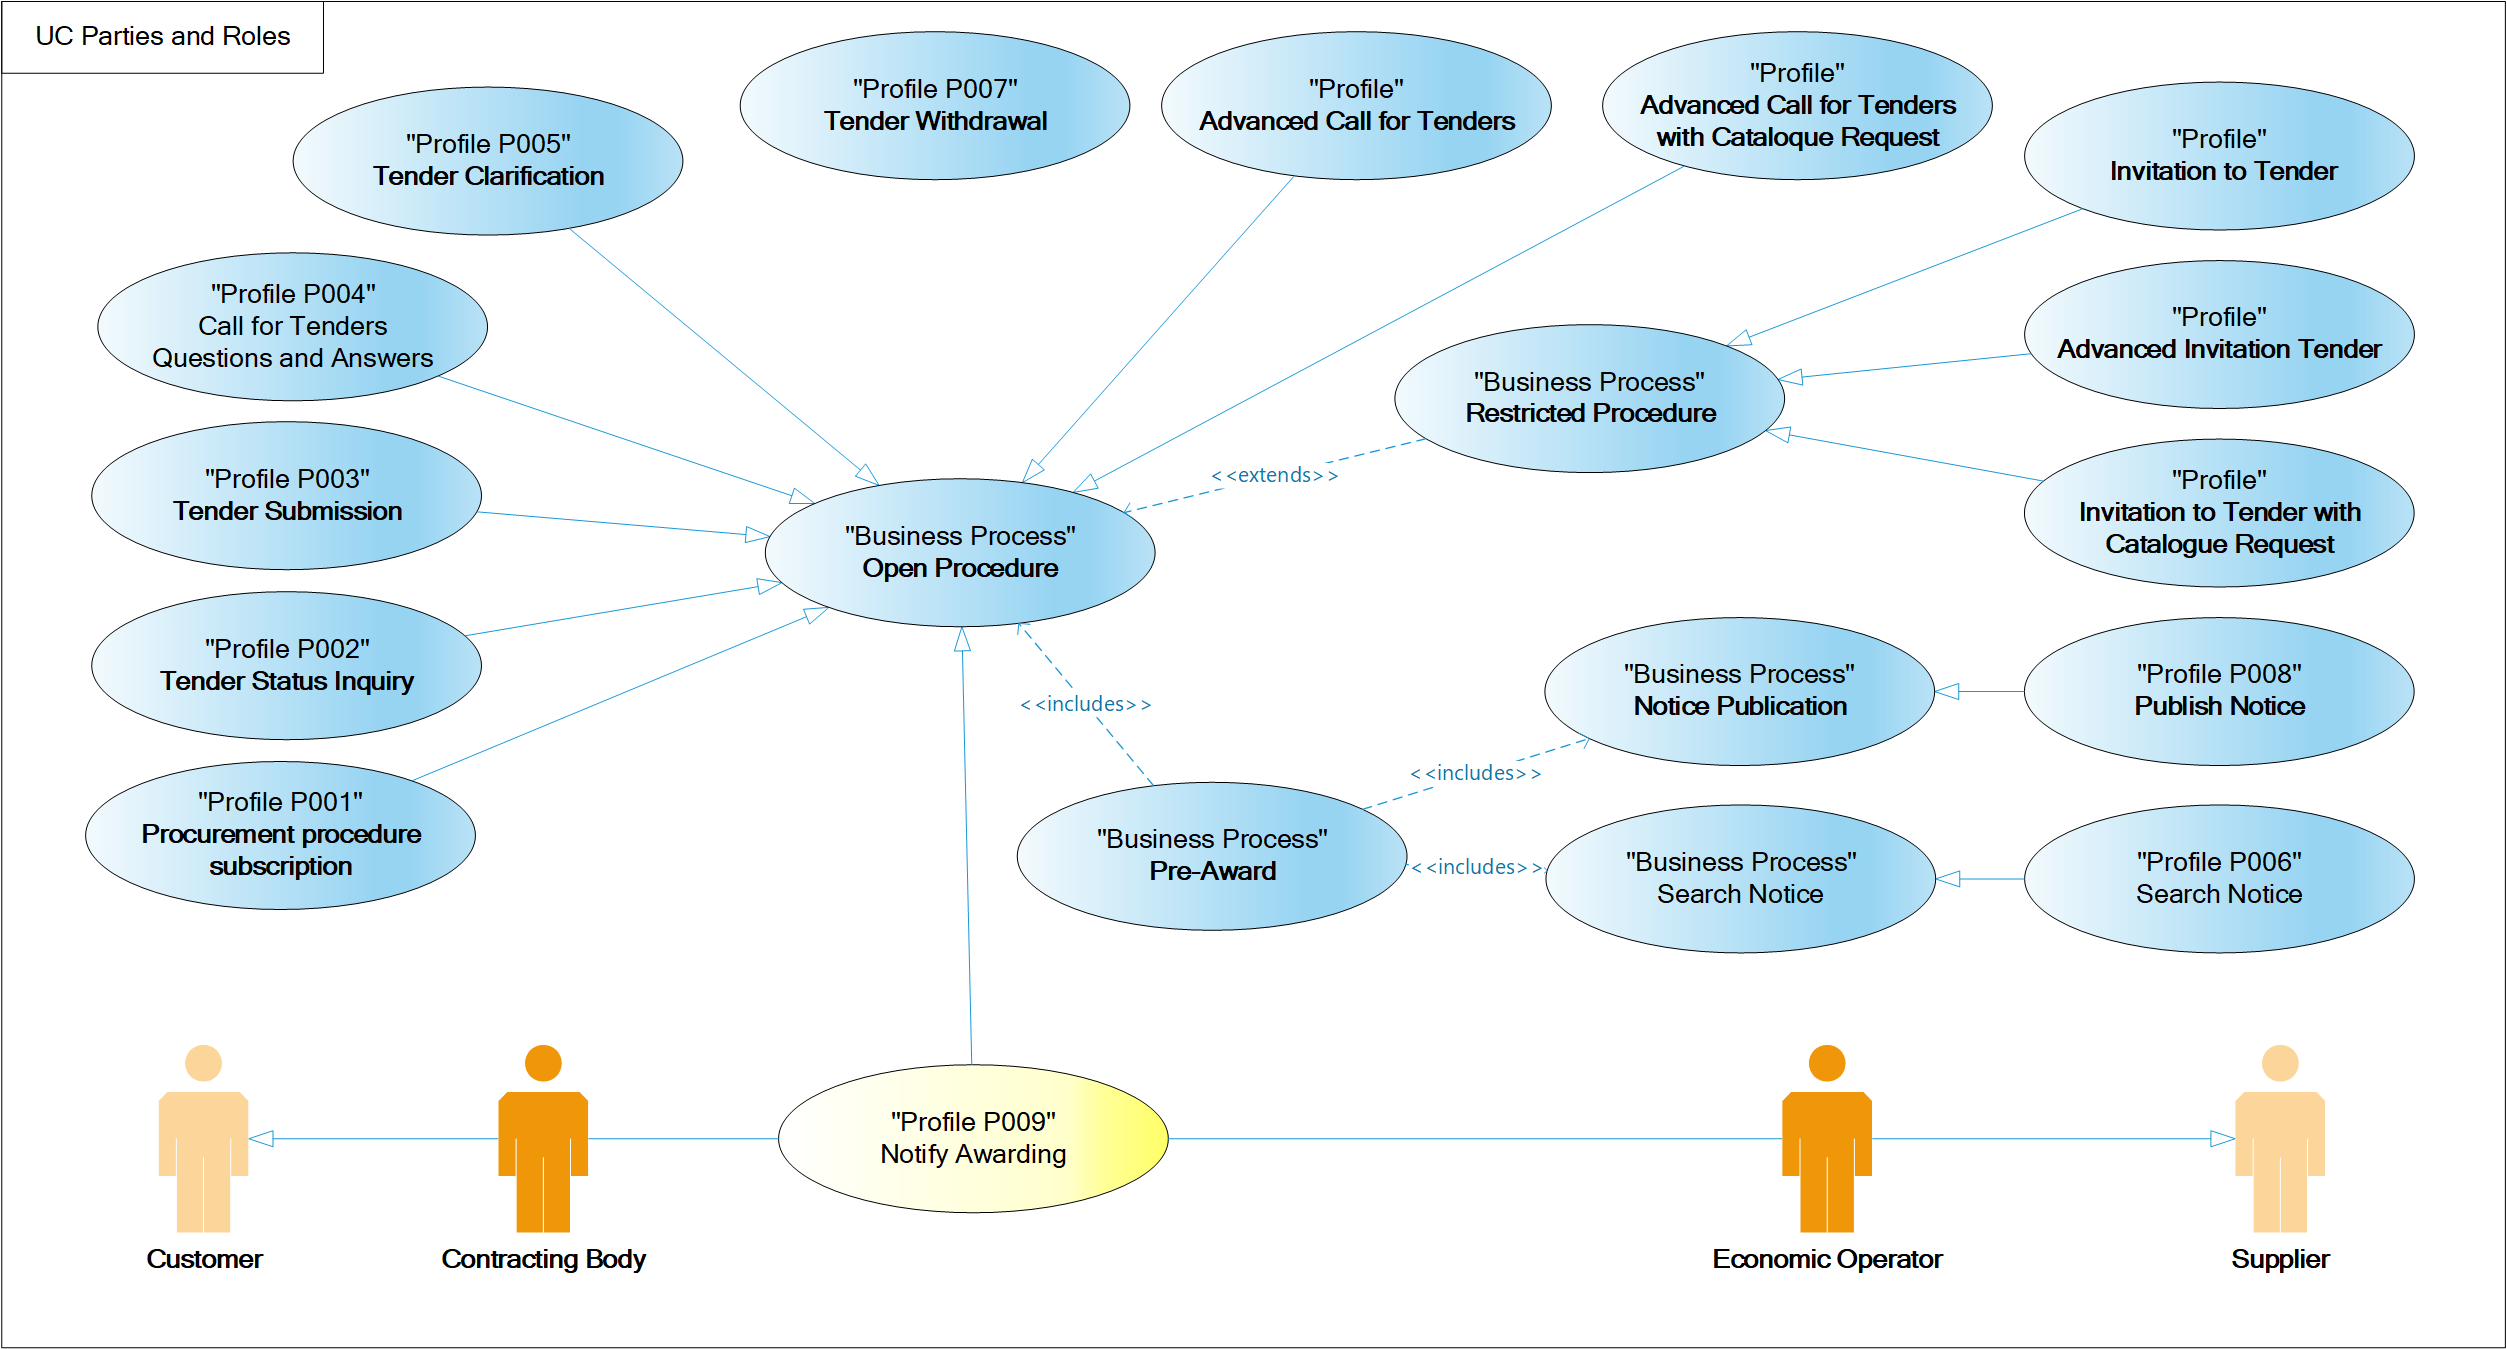 UC Parties and Roles
"Profile P007"
Tender Withdrawal
"Profile"
Advanced Call for Tenders
"Profile"
Advanced Call for Tenders
with Cataloque Request
"Profile P005"
Tender Clarification
"Profile"
Invitation to Tender
"Profile P004"
Call for Tenders
Questions and Answers
"Profile"
Advanced Invitation Tender
"Business Process"
Restricted Procedure
<<extends>>
"Profile P003"
Tender Submission
"Profile"
Invitation to Tender with
Catalogue Request
"Business Process"
Open Procedure
"Profile P002"
Tender Status Inquiry
<<includes>>
"Business Process"
Notice Publication
"Profile P008"
Publish Notice
<<includes>>
"Profile P001"
Procurement procedure
subscription
"Business Process"
Pre-Award
<<includes>>
"Business Process"
Search Notice
"Profile P006"
Search Notice
"Profile P009"
Notify Awarding
Customer
Contracting Body
Economic Operator
Supplier